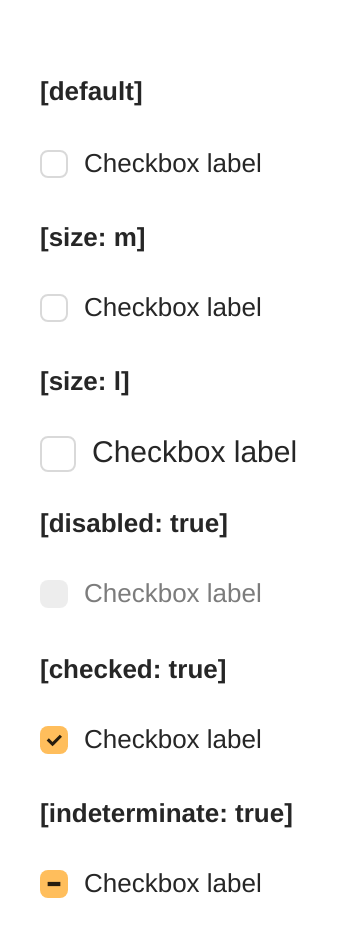 [default]
Checkbox label
[size: m]
Checkbox label
[size: l]
Checkbox label
[disabled: true]
Checkbox label
[checked: true]
Checkbox label
[indeterminate: true]
Checkbox label